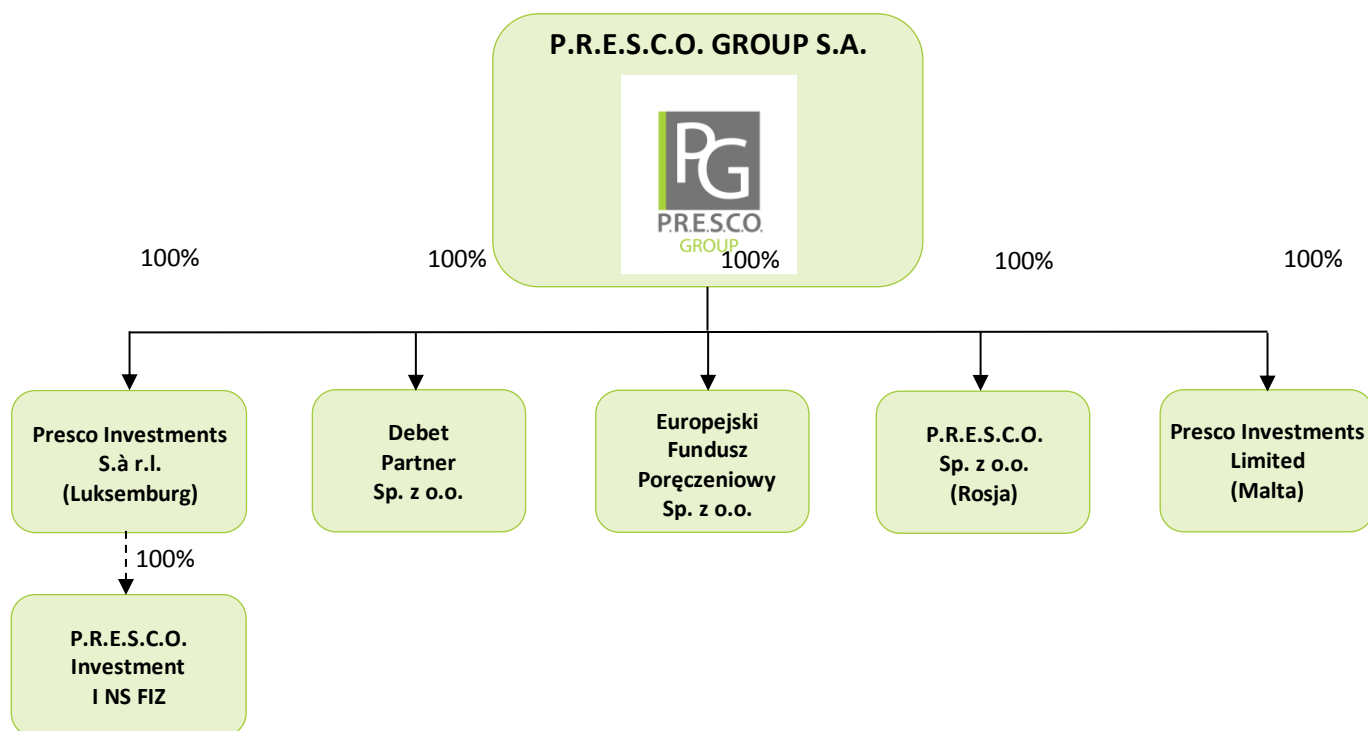 P.R.E.S.C.O. GROUP S.A.
PG
P.R.E.S.C.O.
GROUP
100%
100%
100%
100%
100%
Presco Investments
S.à r.l.
(Luksemburg)
Debet
Partner
Sp. z o.o.
Europejski
Fundusz
Poręczeniowy
Sp. z o.o.
P.R.E.S.C.O.
Sp. z o.o.
(Rosja)
Presco Investments
Limited
(Malta)
100%
P.R.E.S.C.O.
Investment
I NS FIZ